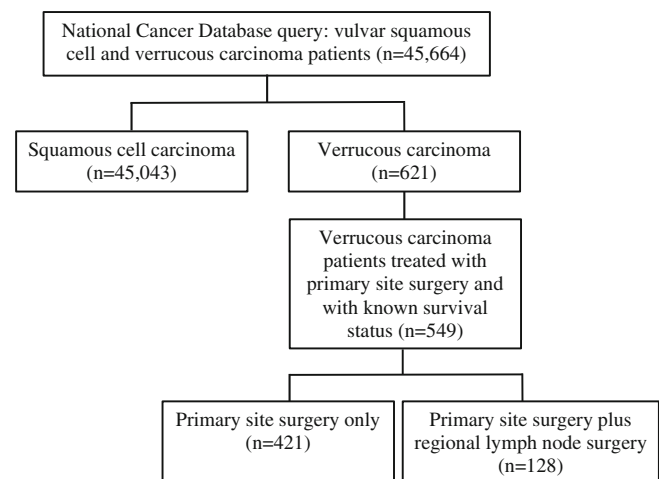 National Cancer Database query: vulvar squamous
cell and verrucous carcinoma patients (n=45,664)
Squamous cell carcinoma
(n=45,043)
Verrucous carcinoma
(n=621)
Verrucous carcinoma
patients treated with
primary site surgery and
with known survival
status (n=549)
Primary site surgery only
(n=421)
Primary site surgery plus
regional lymph node surgery
(n=128)